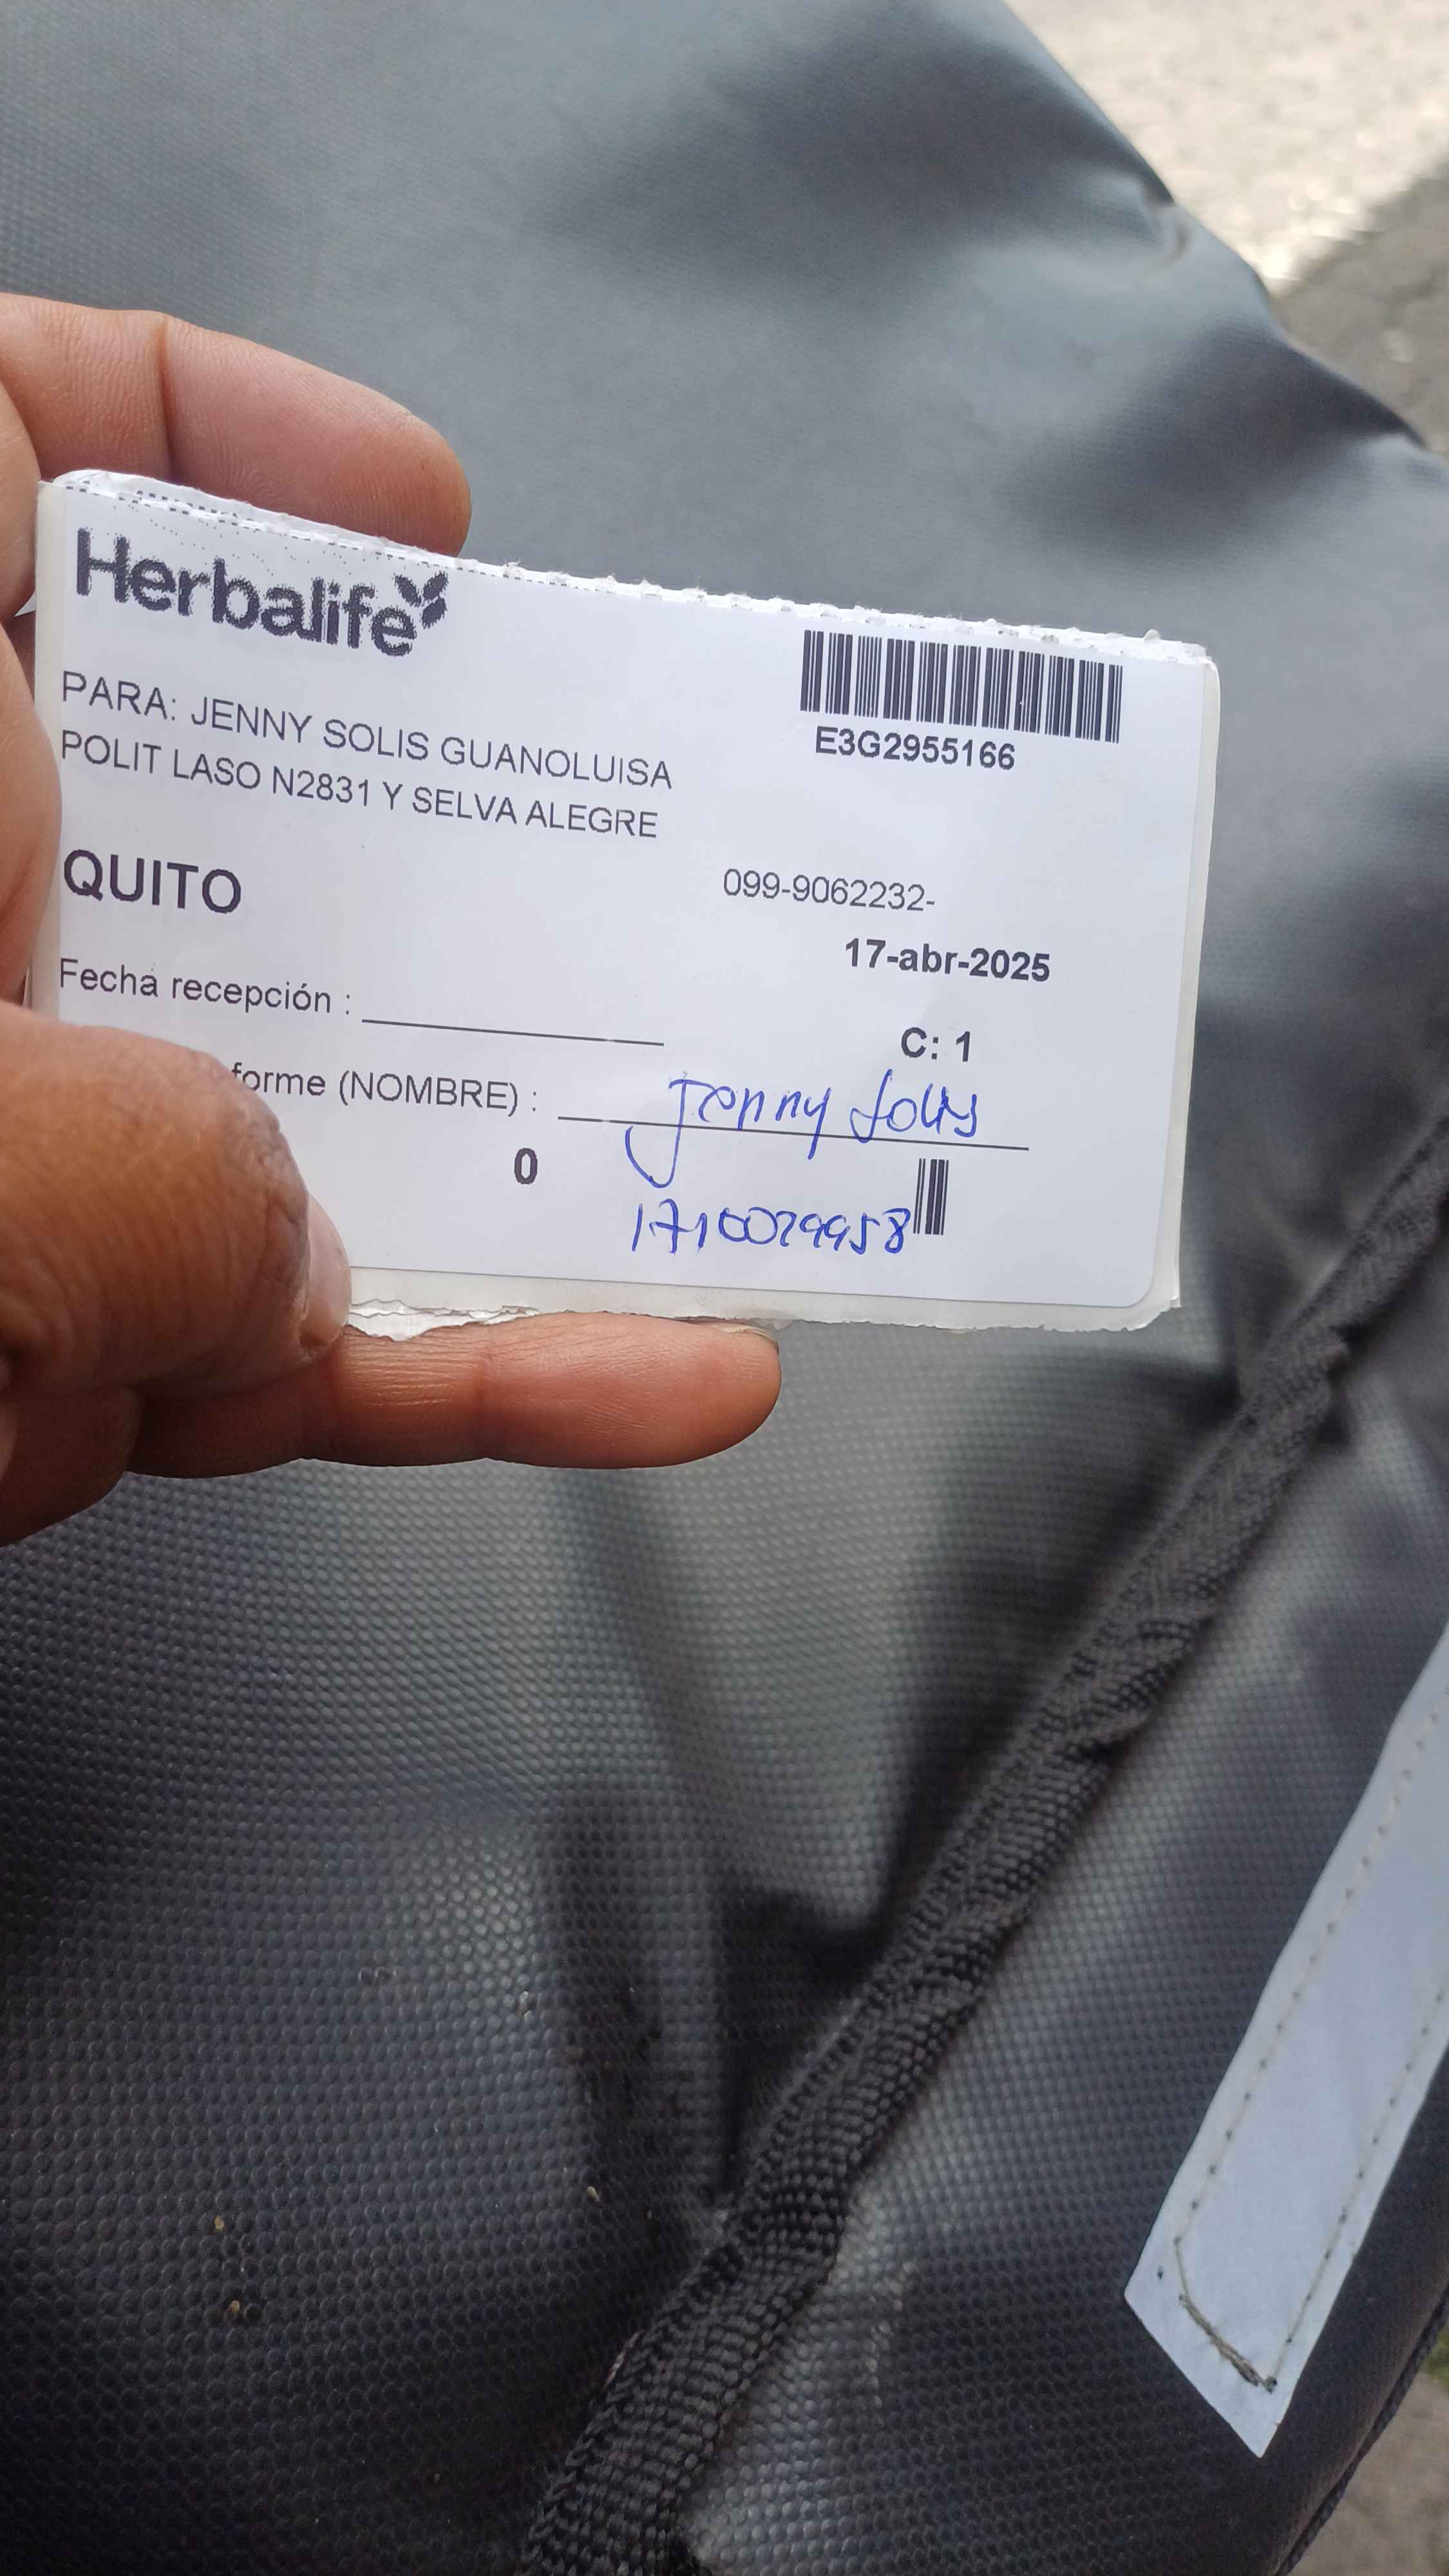 Herbalife
E3G2955166
PARA: JENNY SOLIS GUANOLUISA
POLIT LASO N2831 Y SELVA ALEGRE
QUITO
099-9062232-
17-abr-2025
Fecha recepción :
C: 1
forme (NOMBRE) : Jenny Solis
0
1710029958